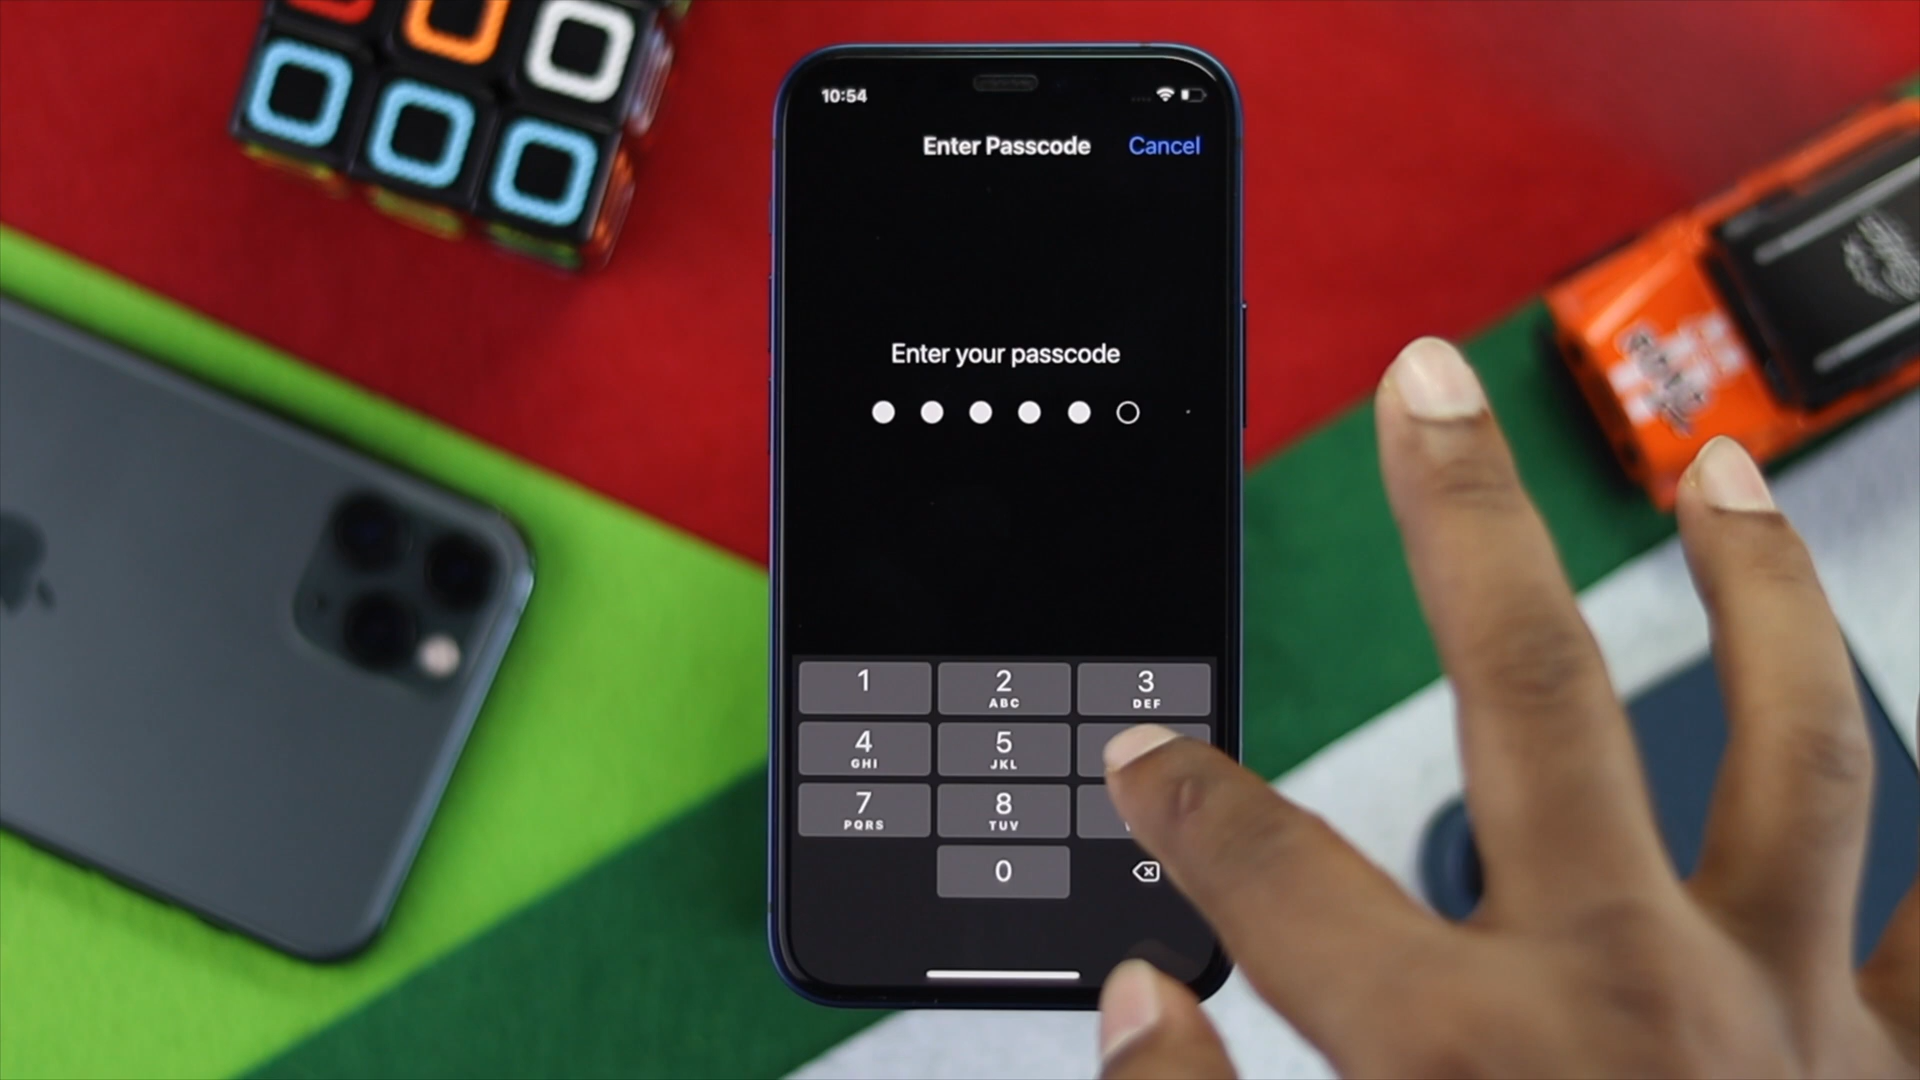 10:54
Enter Passcode
Cancel
Enter your passcode
1
2
ABC
3
DEF
4
GHI
5
JKL
7
PQRS
8
TUV
0